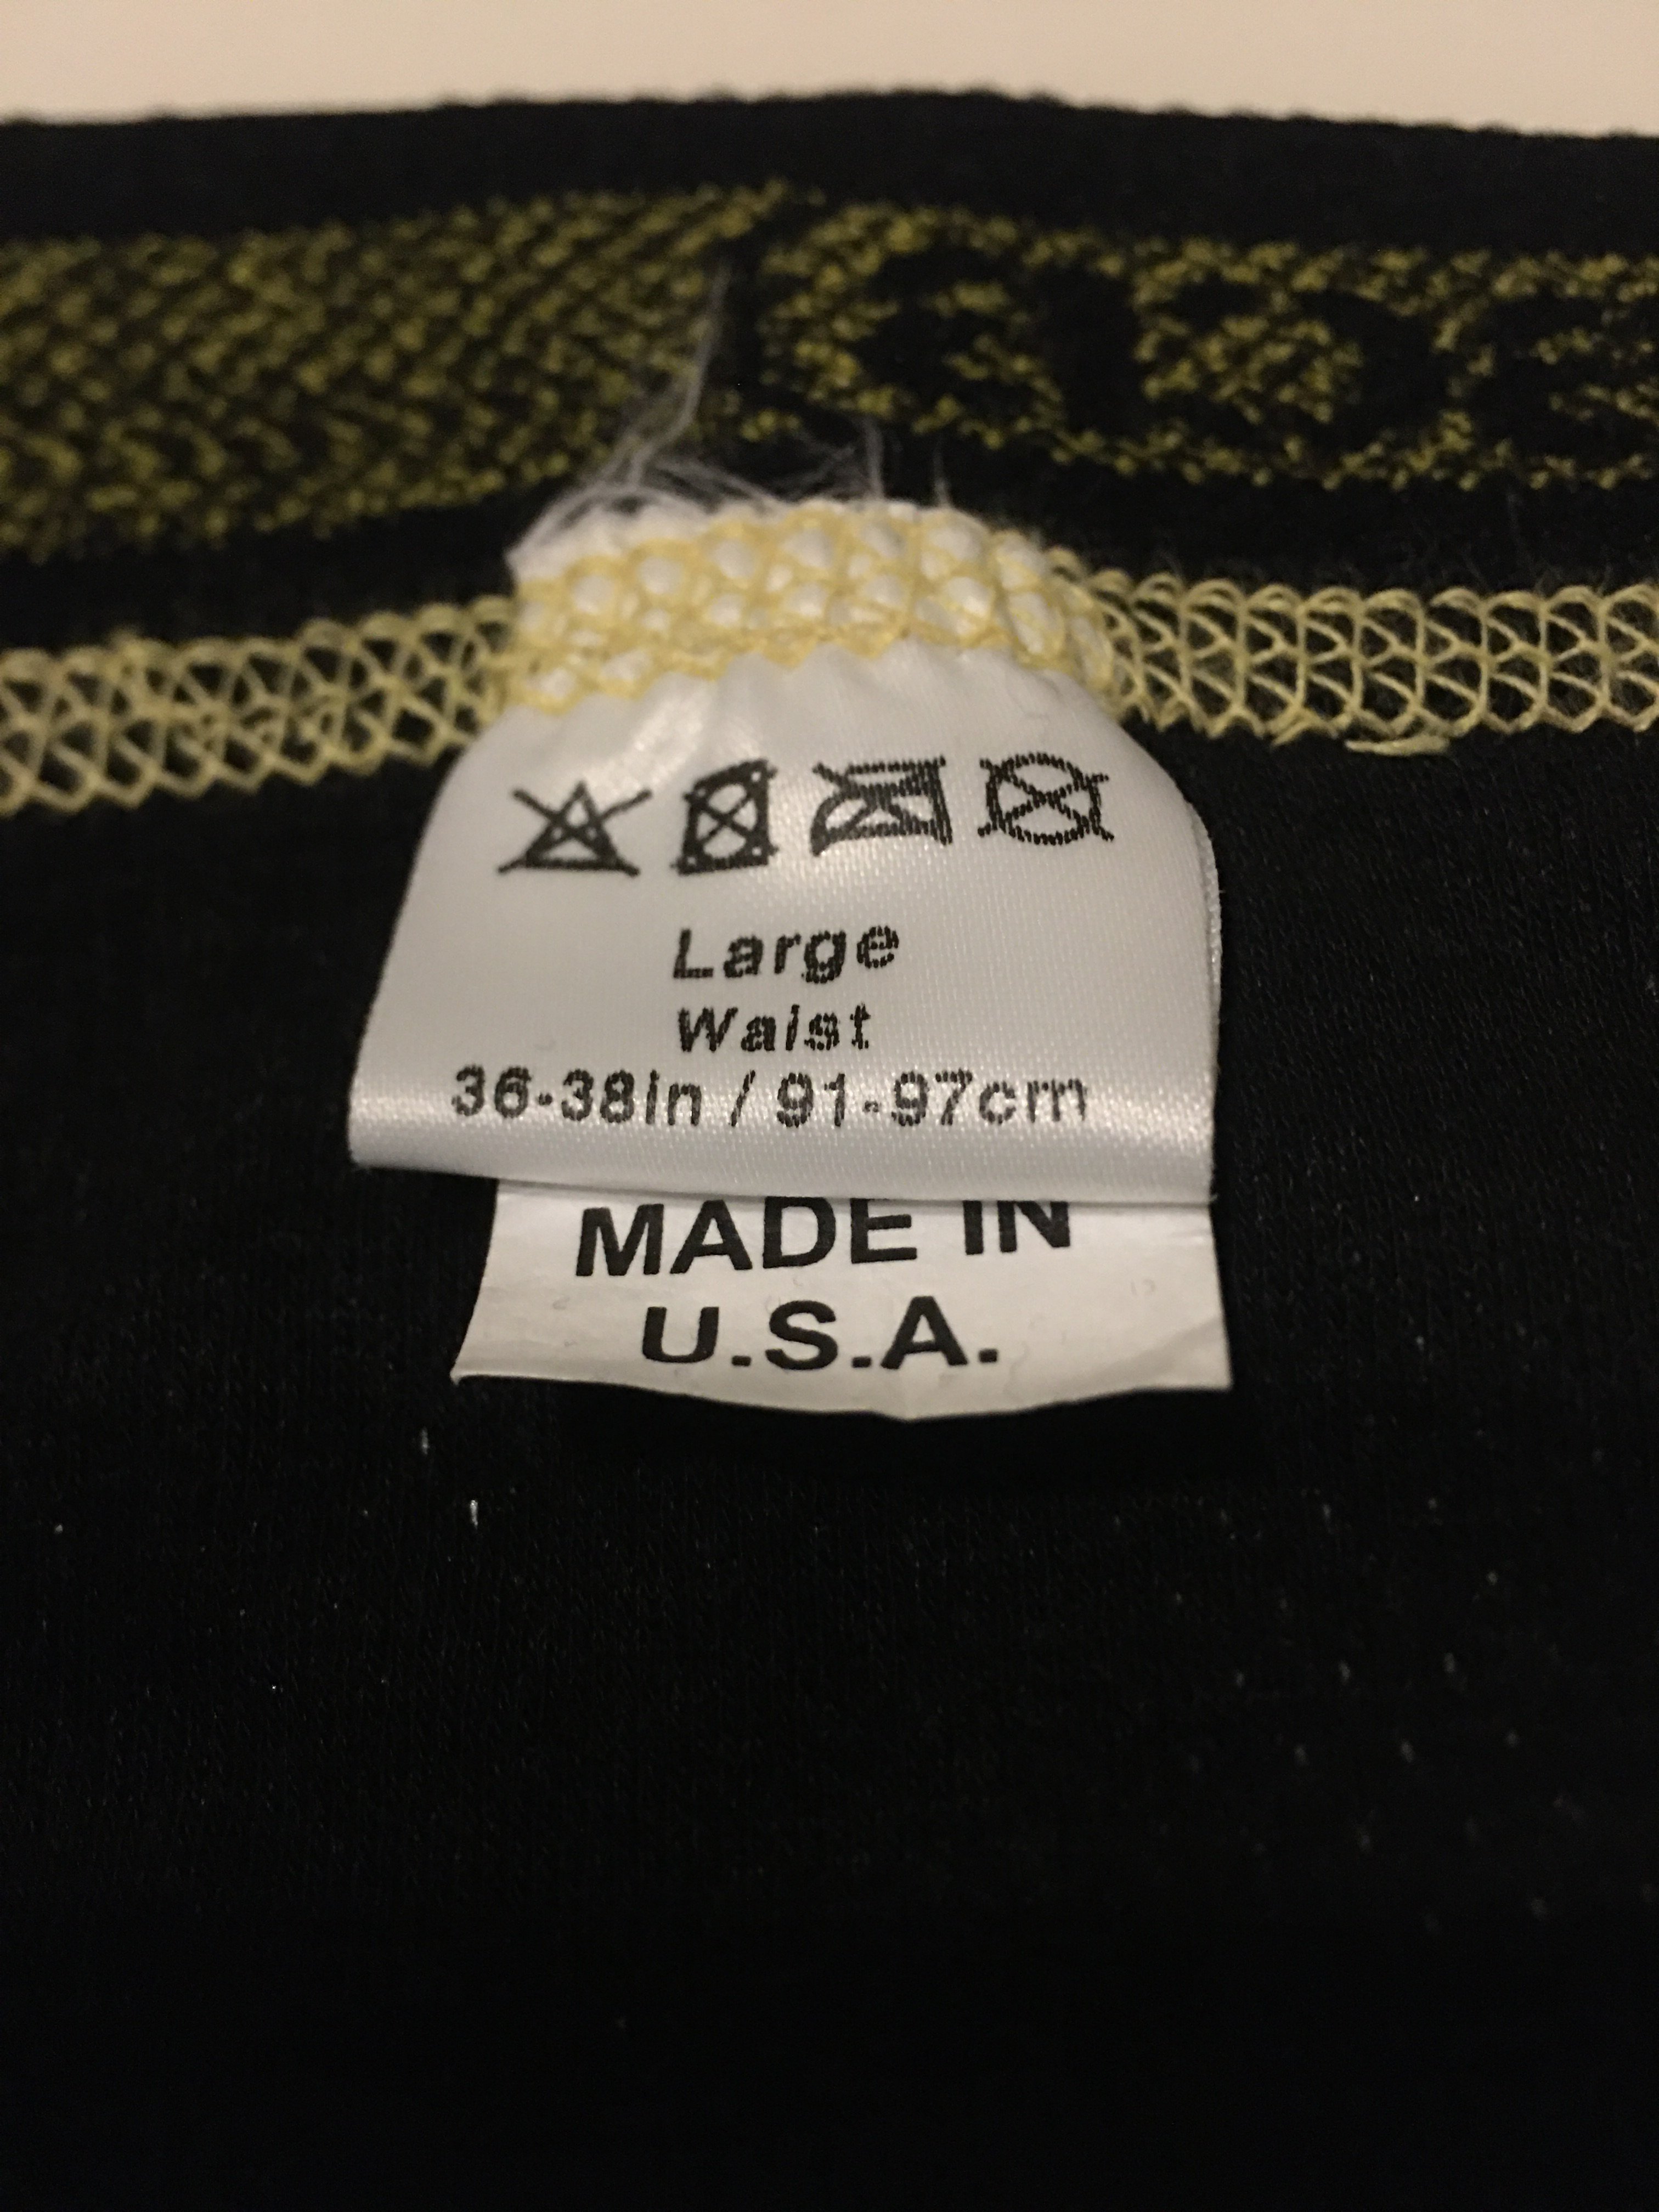 Large
Waist
36-38in / 91-97cm
MADE IN
U.S.A.